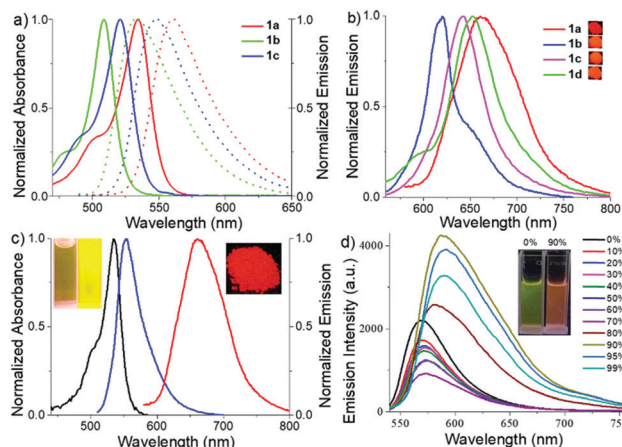 a)
1a
1b
1c
Normalized Absorbance
Normalized Emission
1.0
0.5
0.0
1.0
0.5
0.0
500
550
600
650
Wavelength (nm)
b)
1a
1b
1c
1d
Normalized Emission
1.0
0.5
0.0
600
650
700
750
800
Wavelength (nm)
c)
Normalized Absorbance
Normalized Emission
1.0
0.5
0.0
1.0
0.5
0.0
500
600
700
800
Wavelength (nm)
d)
Emission Intensity (a.u.)
4000
2000
0
550
600
650
700
750
Wavelength (nm)
0%
90%
0%
10%
20%
30%
40%
50%
60%
70%
80%
90%
95%
99%